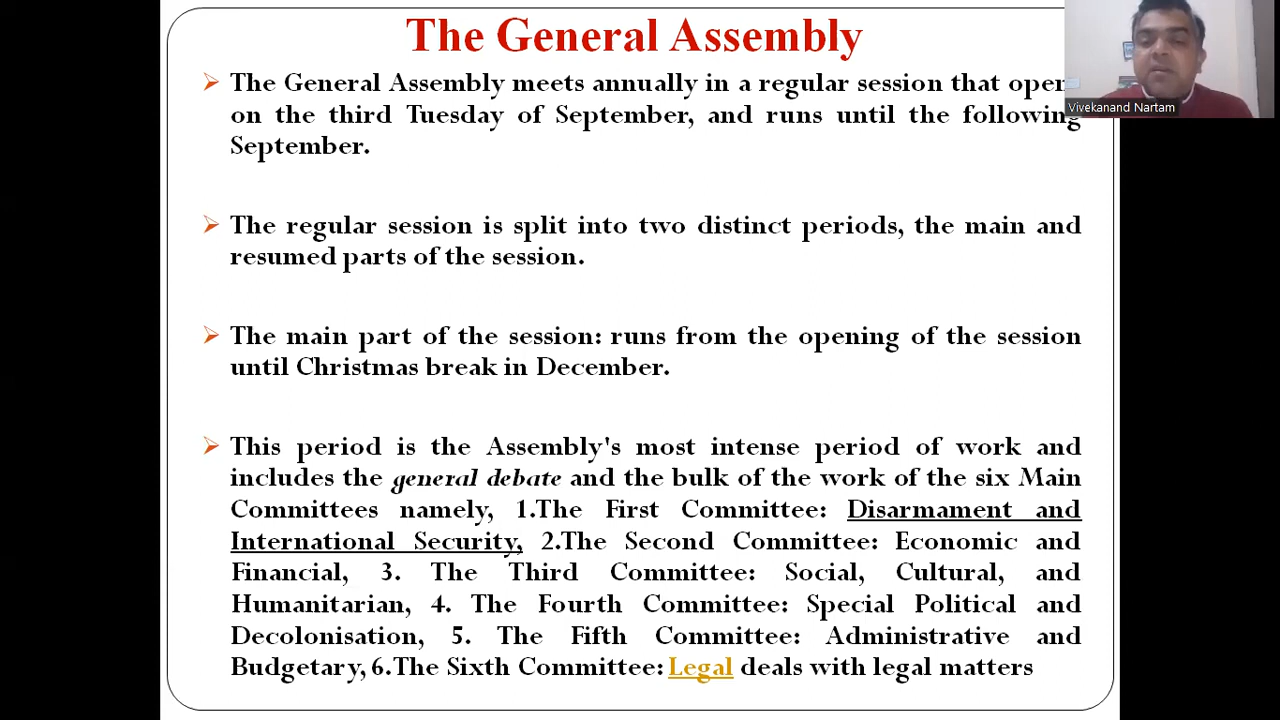 The General Assembly
The General Assembly meets annually in a regular session that open
Vivekanand Nartam
on the third Tuesday of September, and runs until the following
September.
The regular session is split into two distinct periods, the main and
resumed parts of the session.
The main part of the session: runs from the opening of the session
until Christmas break in December.
This period is the Assembly's most intense period of work and
includes the general debate and the bulk of the work of the six Main
Committees namely, 1.The First Committee: Disarmament and
International Security, 2.The Second Committee: Economic and
Financial, 3. The Third Committee: Social, Cultural, and
Humanitarian, 4. The Fourth Committee: Special Political and
Decolonisation, 5. The Fifth Committee: Administrative and
Budgetary, 6.The Sixth Committee: Legal deals with legal matters